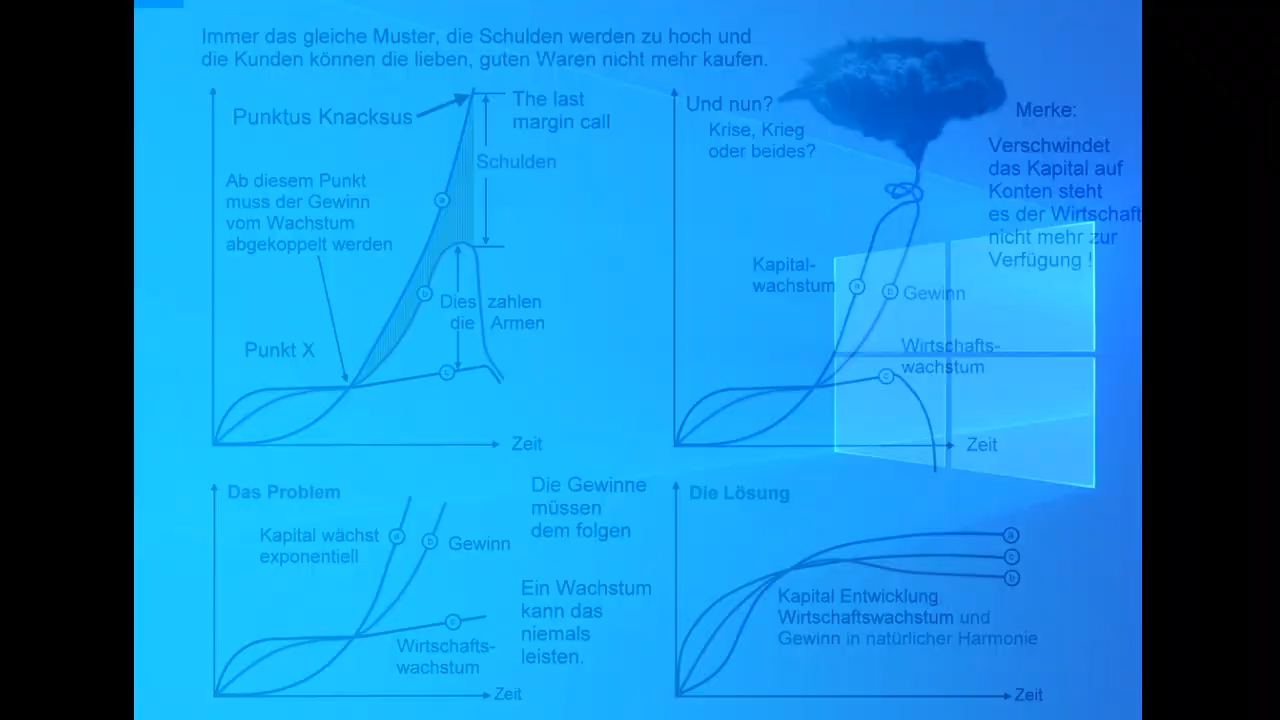 Immer das gleiche Muster, die Schulden werden zu hoch und
die Kunden können die lieben, guten Waren nicht mehr kaufen.
Punktus Knacksus
The last
margin call
Schulden
Ab diesem Punkt
muss der Gewinn
vom Wachstum
abgekoppelt werden
a
b
Dies zahlen
die Armen
Punkt X
c
Zeit
Und nun?
Krise, Krieg
oder beides?
Merke:
Verschwindet
das Kapital auf
Konten steht
es der Wirtschaft
nicht mehr zur
Verfügung !
Kapital-
wachstum
a
b
Gewinn
Wirtschafts-
wachstum
c
Zeit
Das Problem
Kapital wächst
exponentiell
a
b
Gewinn
Die Gewinne
müssen
dem folgen
Ein Wachstum
kann das
niemals
leisten.
c
Wirtschafts-
wachstum
Zeit
Die Lösung
a
c
b
Kapital Entwicklung
Wirtschaftswachstum und
Gewinn in natürlicher Harmonie
Zeit